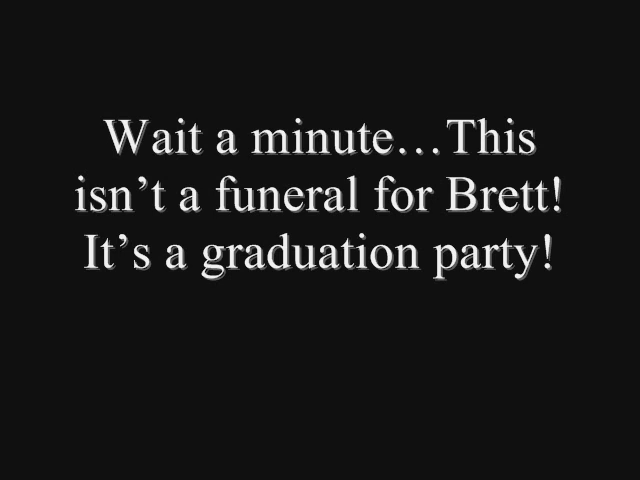 Wait a minute…This
isn’t a funeral for Brett!
It’s a graduation party!